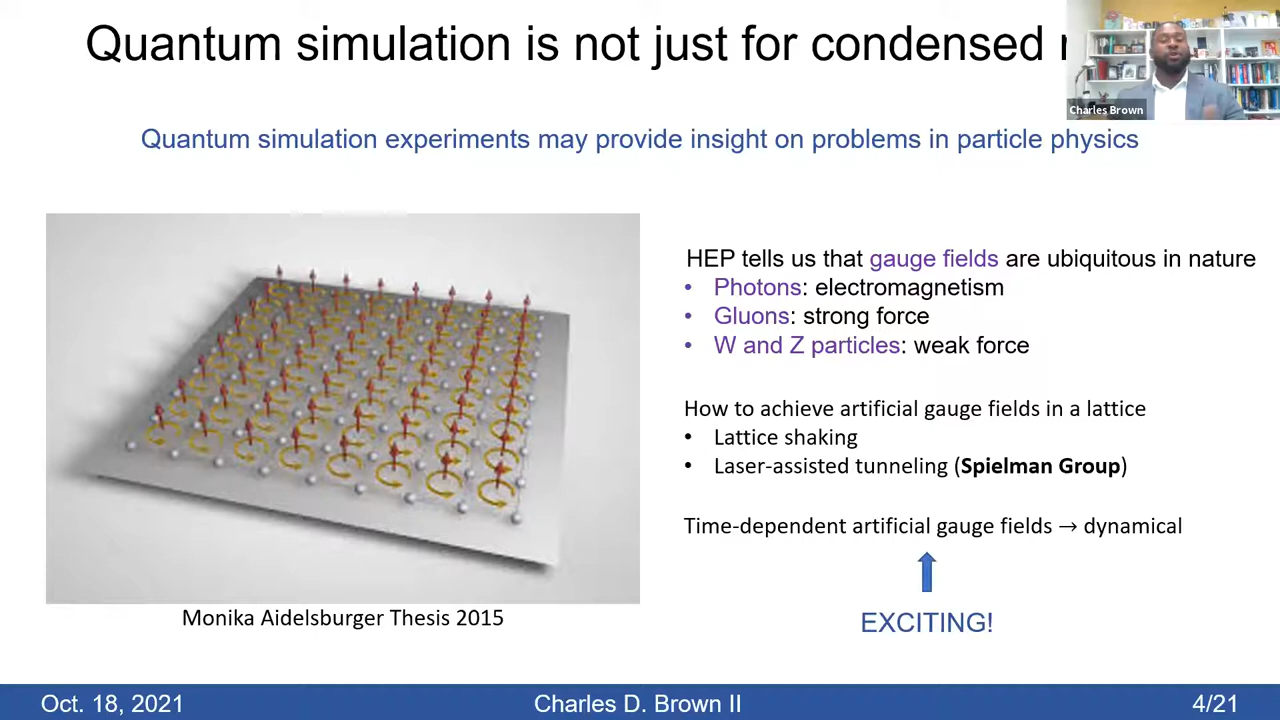 Quantum simulation is not just for condensed
Charles Brown
Quantum simulation experiments may provide insight on problems in particle physics
HEP tells us that gauge fields are ubiquitous in nature
• Photons: electromagnetism
• Gluons: strong force
• W and Z particles: weak force
How to achieve artificial gauge fields in a lattice
• Lattice shaking
• Laser-assisted tunneling (Spielman Group)
Time-dependent artificial gauge fields → dynamical
EXCITING!
Monika Aidelsburger Thesis 2015
Oct. 18, 2021
Charles D. Brown II
4/21